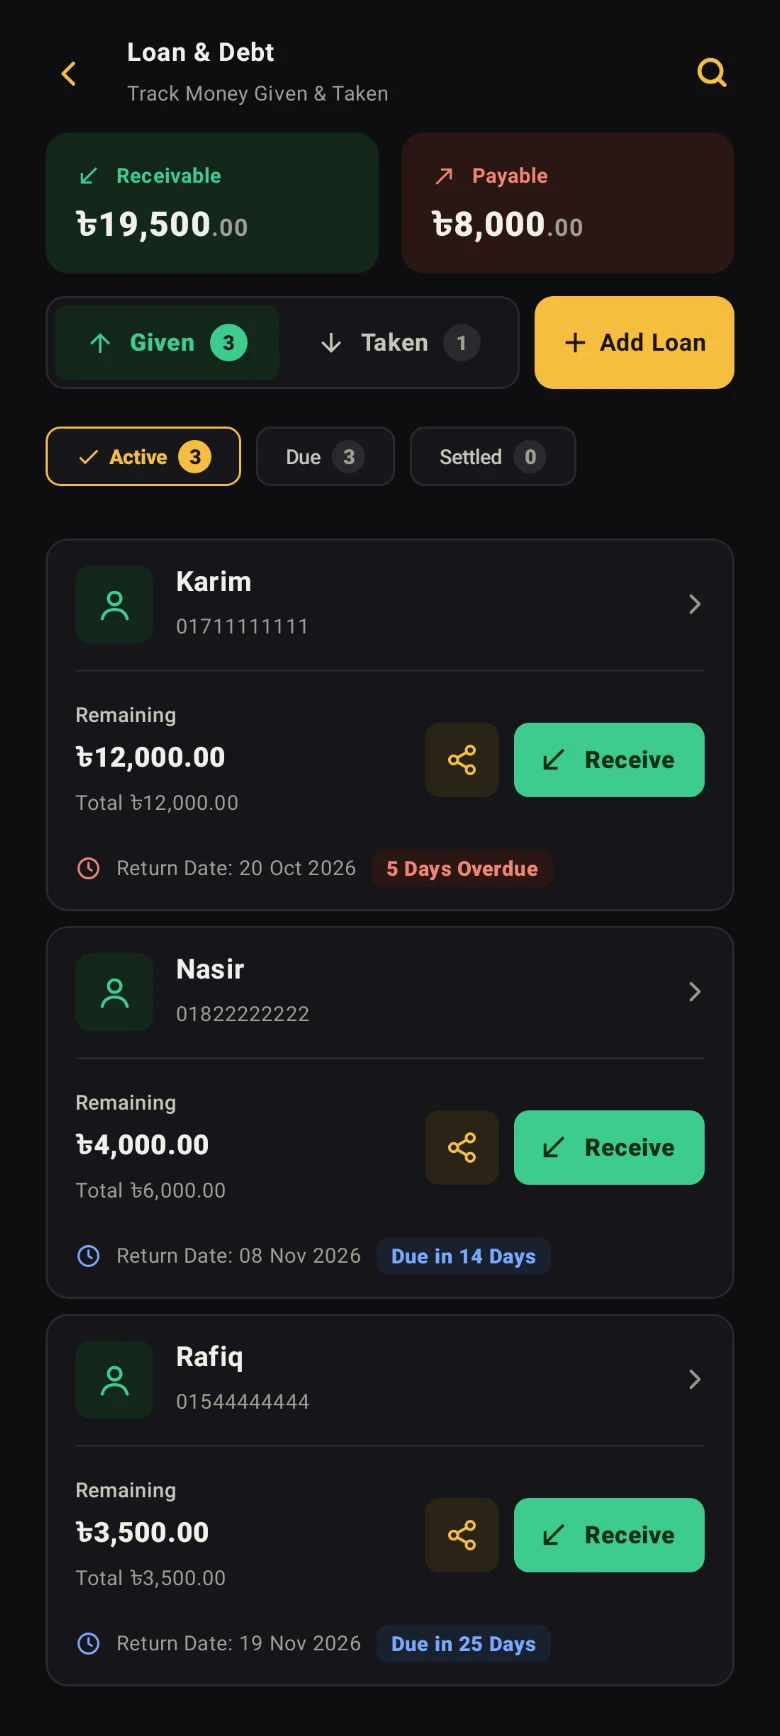 Loan & Debt
Track Money Given & Taken
Receivable
৳19,500.00
Payable
৳8,000.00
Given 3
Taken 1
Add Loan
Active 3
Due 3
Settled 0
Karim
01711111111
Remaining
৳12,000.00
Total ৳12,000.00
Receive
Return Date: 20 Oct 2026
5 Days Overdue
Nasir
01822222222
Remaining
৳4,000.00
Total ৳6,000.00
Receive
Return Date: 08 Nov 2026
Due in 14 Days
Rafiq
01544444444
Remaining
৳3,500.00
Total ৳3,500.00
Receive
Return Date: 19 Nov 2026
Due in 25 Days